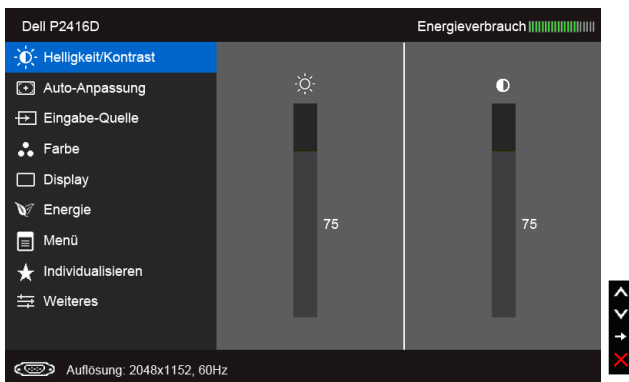 Dell P2416D
Energieverbrauch
Helligkeit/Kontrast
Auto-Anpassung
Eingabe-Quelle
Farbe
Display
Energie
Menü
Individualisieren
Weiteres
75
75
Auflösung: 2048x1152, 60Hz